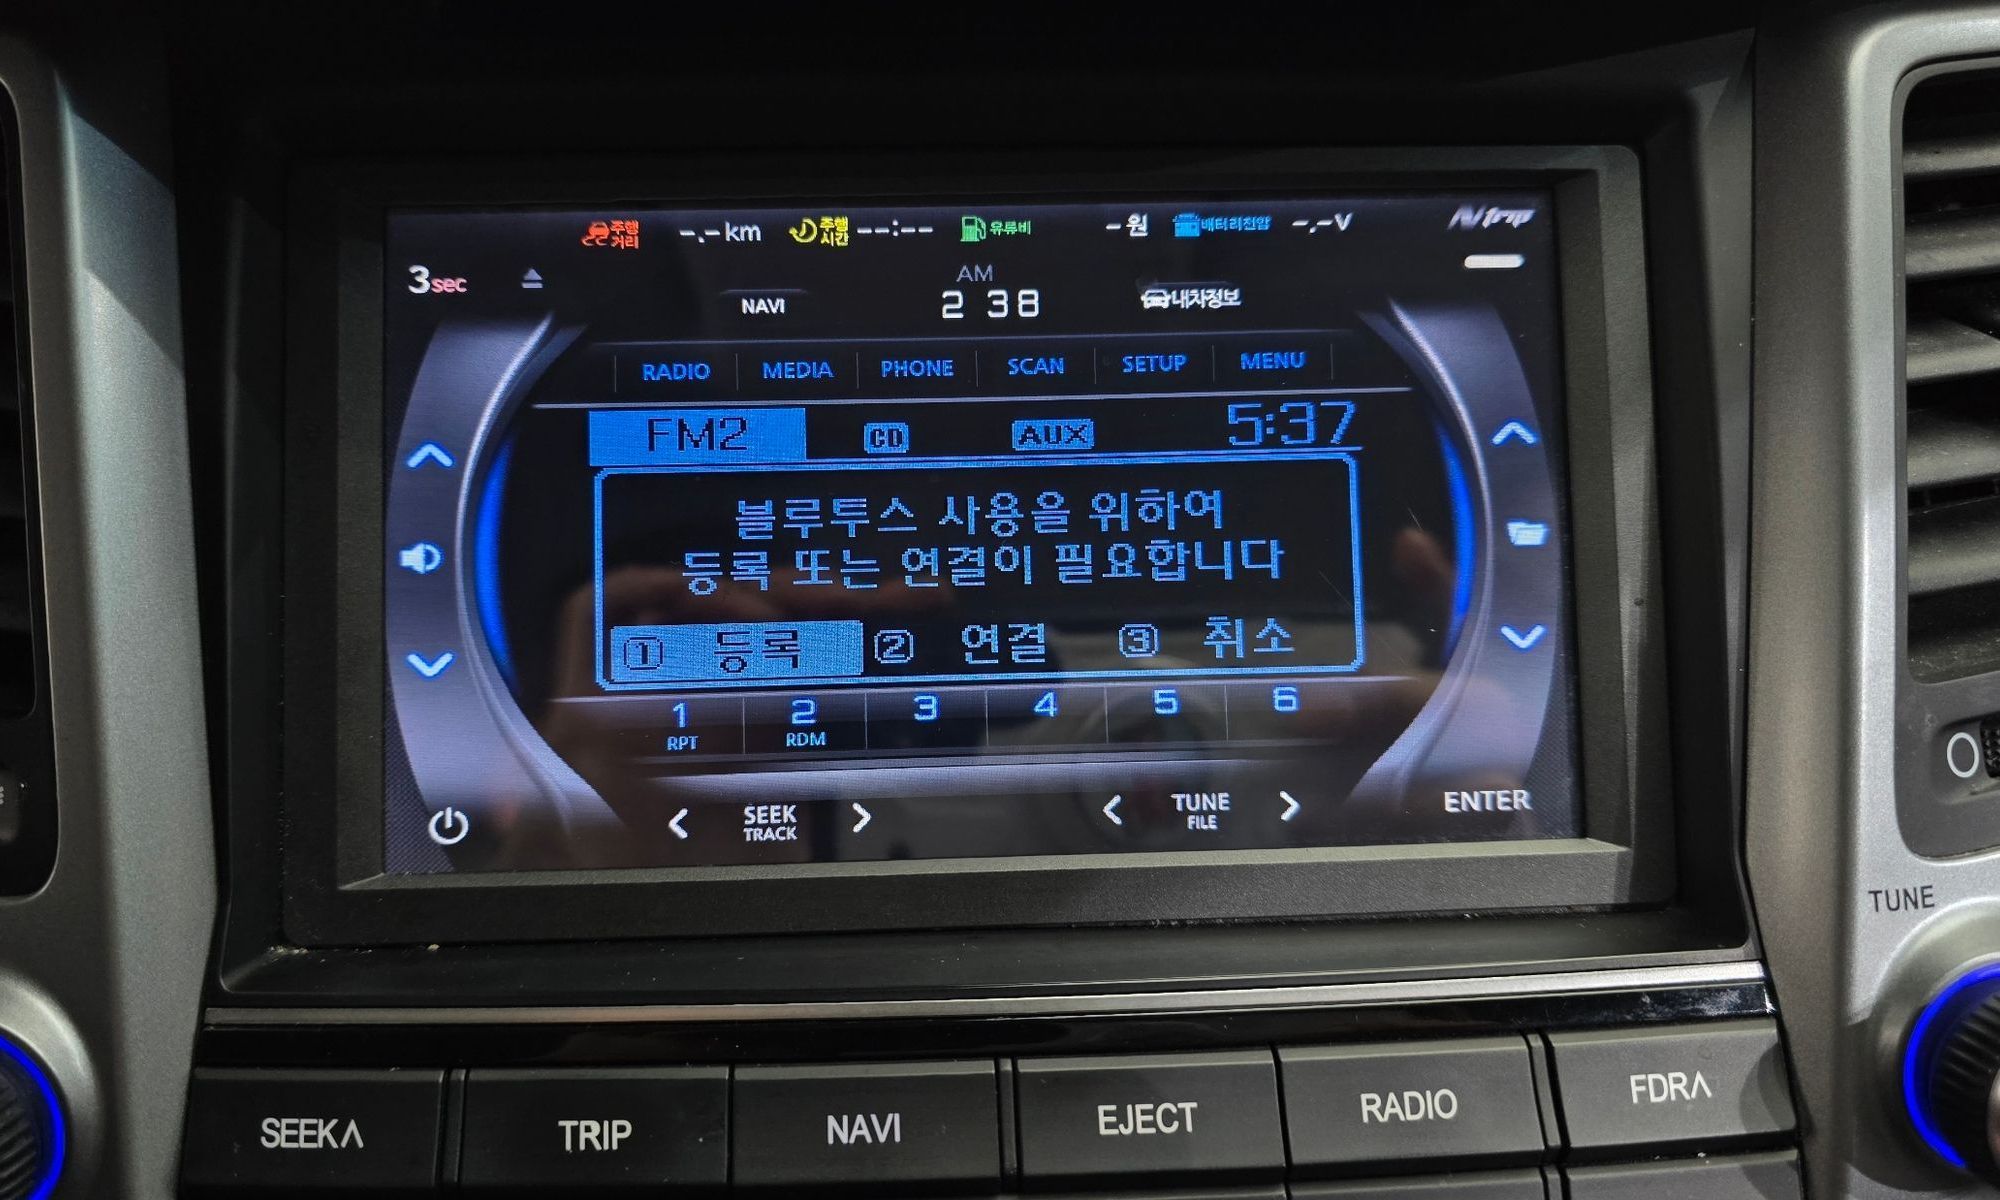 주행거리 -.-km 주행시간 --:-- 유류비 -원 배터리전압 -.-V Ntrip
3sec
AM
NAVI 2 38 내차정보
RADIO MEDIA PHONE SCAN SETUP MENU
FM2 CD AUX 5:37
블루투스 사용을 위하여
등록 또는 연결이 필요합니다
① 등록 ② 연결 ③ 취소
1 2 3 4 5 6
RPT RDM
< SEEK > < TUNE > ENTER
TRACK FILE
TUNE
SEEK∧ TRIP NAVI EJECT RADIO FDR∧